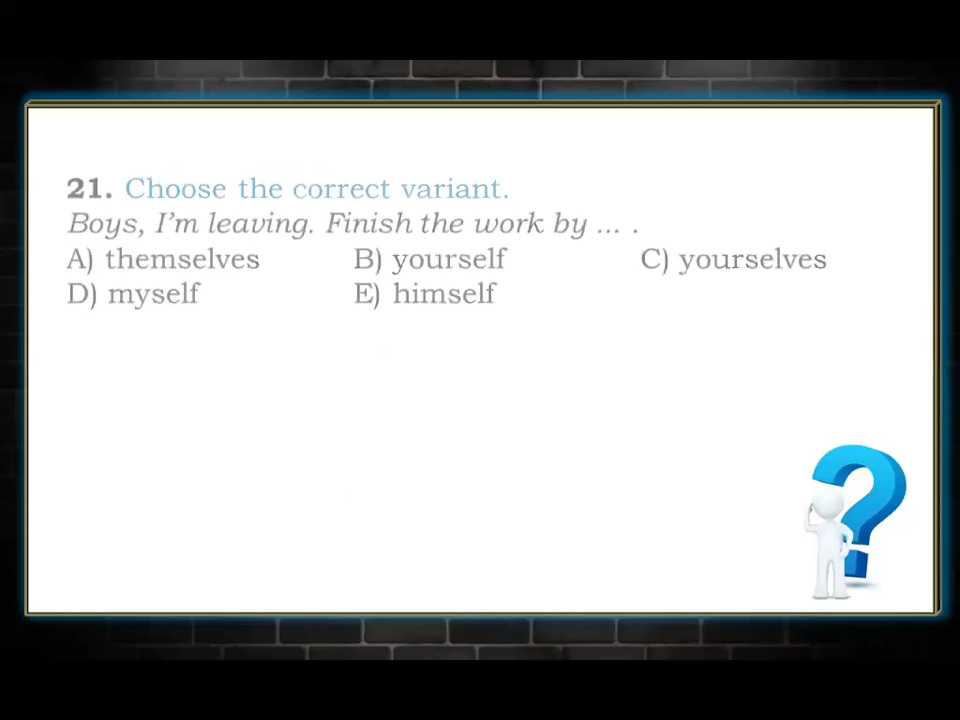 21. Choose the correct variant.
Boys, I'm leaving. Finish the work by ... .
A) themselves B) yourself C) yourselves
D) myself E) himself